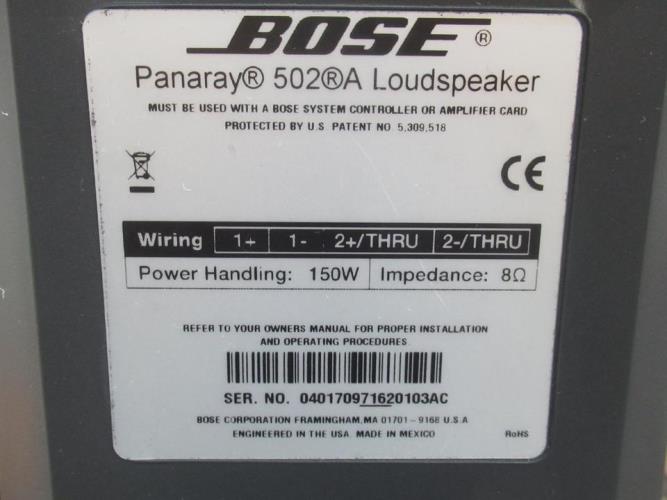 BOSE®
Panaray® 502®A Loudspeaker
MUST BE USED WITH A BOSE SYSTEM CONTROLLER OR AMPLIFIER CARD
PROTECTED BY U.S. PATENT NO. 5,309,518
CE
Wiring 1+ 1- 2+/THRU 2-/THRU
Power Handling: 150W Impedance: 8Ω
REFER TO YOUR OWNERS MANUAL FOR PROPER INSTALLATION
AND OPERATING PROCEDURES
SER. NO. 040170971620103AC
BOSE CORPORATION FRAMINGHAM, MA 01701 - 9168 U.S.A
ENGINEERED IN THE USA. MADE IN MEXICO RoHS